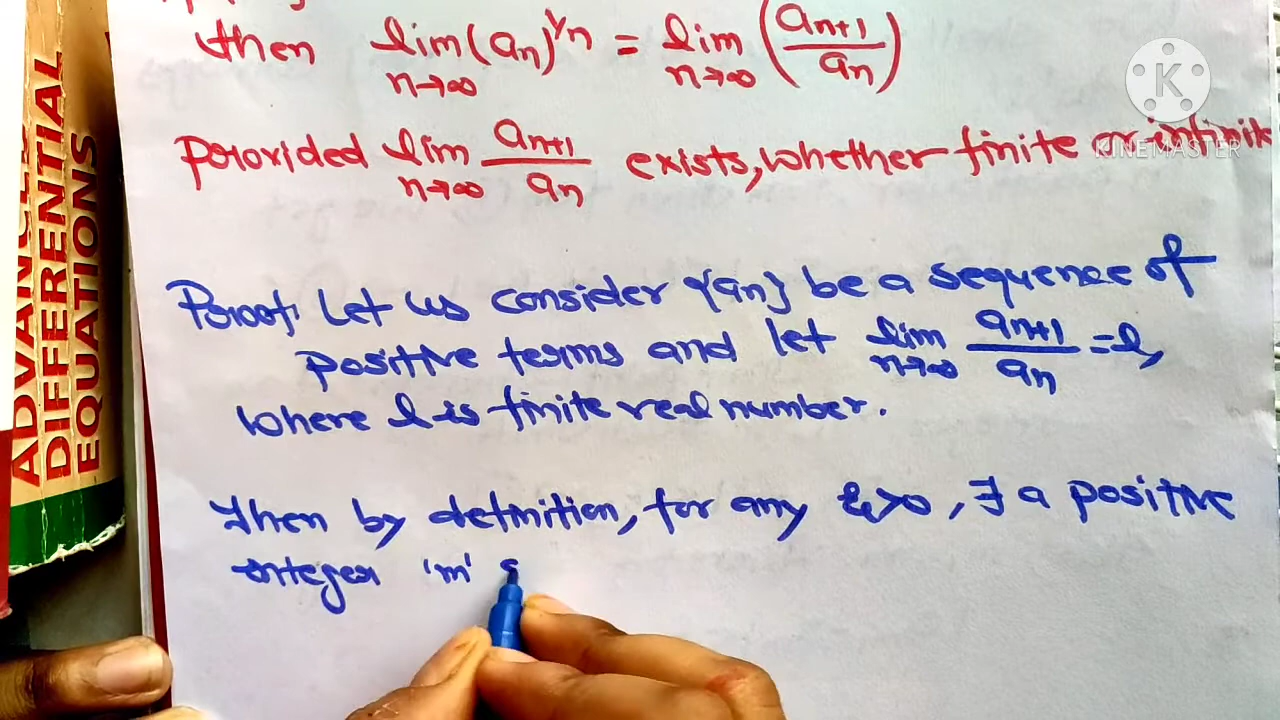 then lim n→∞ (an)^1/n = lim n→∞ (an+1/an)
Provided lim n→∞ an+1/an exists, whether finite or infinite
Proof: Let us consider {an} be a sequence of
positive terms and let lim n→∞ an+1/an = l,
where l is finite real number.
Then by definition, for any ε>0, ∃ a positive
integer 'm' s
ADVANCED
DIFFERENTIAL
EQUATIONS
K
KINEMASTER